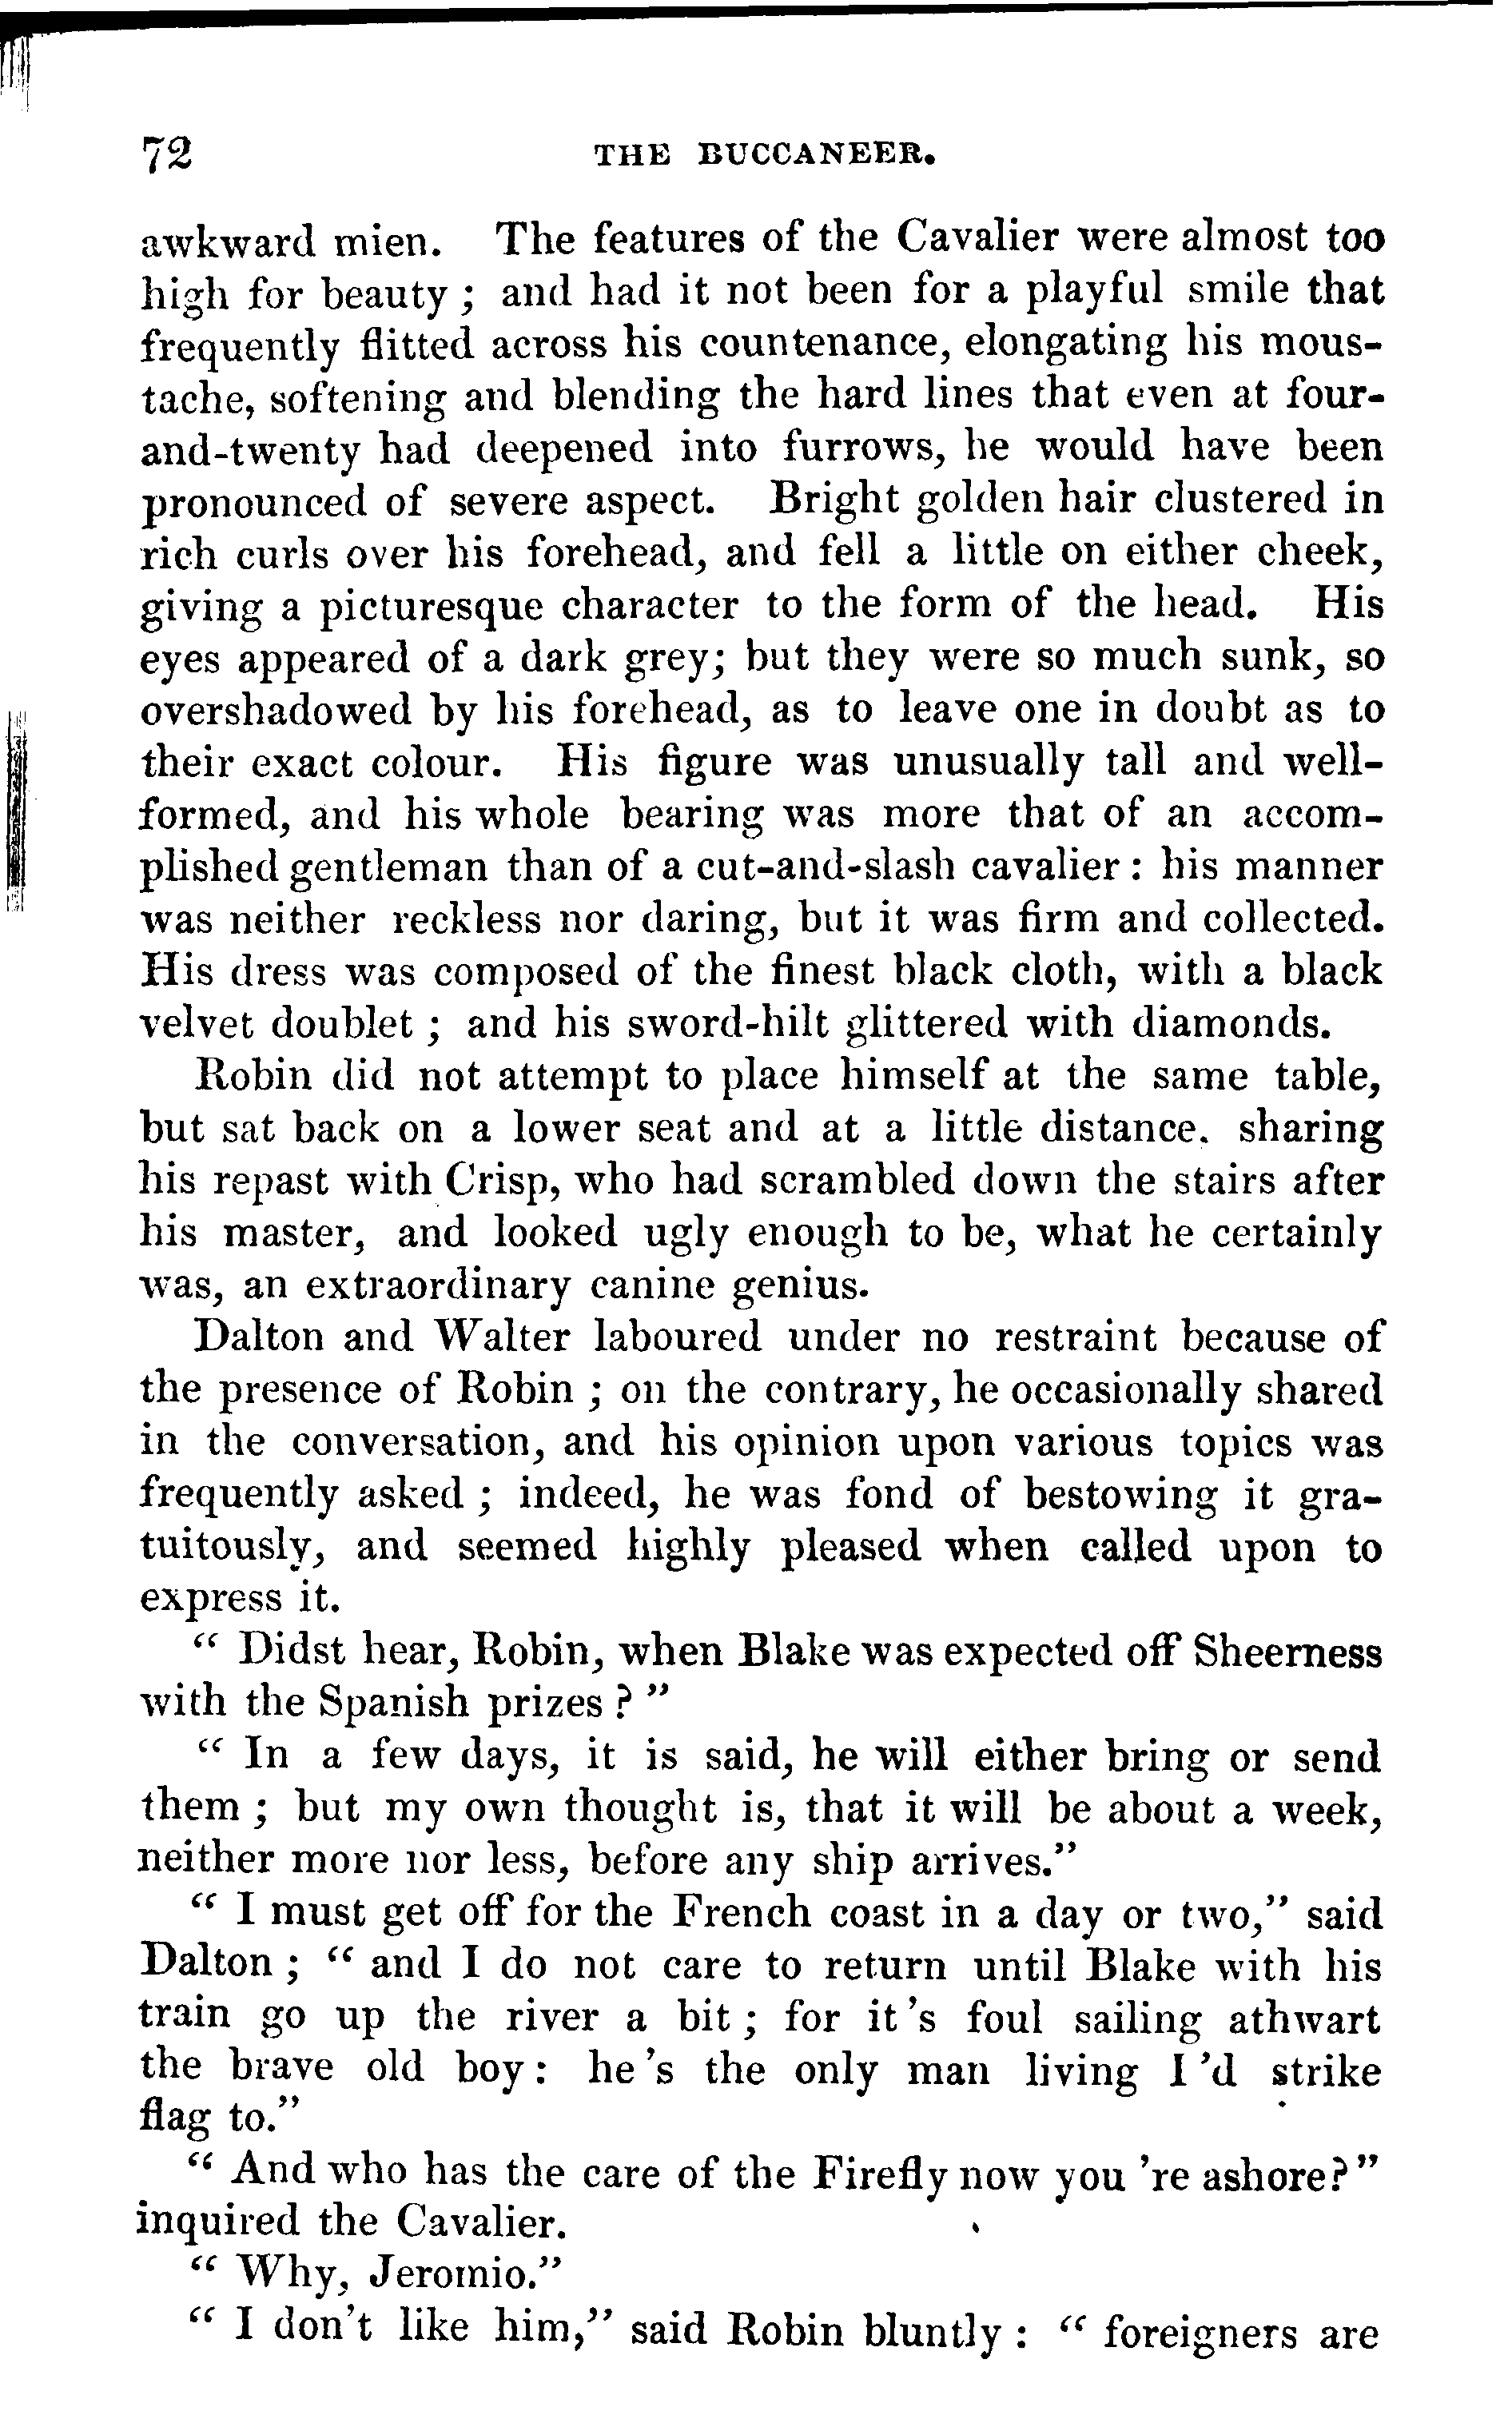 72 THE BUCCANEER.
awkward mien. The features of the Cavalier were almost too
high for beauty ; and had it not been for a playful smile that
frequently flitted across his countenance, elongating his mous-
tache, softening and blending the hard lines that even at four-
and-twenty had deepened into furrows, he would have been
pronounced of severe aspect. Bright golden hair clustered in
rich curls over his forehead, and fell a little on either cheek,
giving a picturesque character to the form of the head. His
eyes appeared of a dark grey; but they were so much sunk, so
overshadowed by his forehead, as to leave one in doubt as to
their exact colour. His figure was unusually tall and well-
formed, and his whole bearing was more that of an accom-
plished gentleman than of a cut-and-slash cavalier : his manner
was neither reckless nor daring, but it was firm and collected.
His dress was composed of the finest black cloth, with a black
velvet doublet ; and his sword-hilt glittered with diamonds.
Robin did not attempt to place himself at the same table,
but sat back on a lower seat and at a little distance. sharing
his repast with Crisp, who had scrambled down the stairs after
his master, and looked ugly enough to be, what he certainly
was, an extraordinary canine genius.
Dalton and Walter laboured under no restraint because of
the presence of Robin ; on the contrary, he occasionally shared
in the conversation, and his opinion upon various topics was
frequently asked ; indeed, he was fond of bestowing it gra-
tuitously, and seemed highly pleased when called upon to
express it.
“ Didst hear, Robin, when Blake was expected off Sheerness
with the Spanish prizes ? ”
“ In a few days, it is said, he will either bring or send
them ; but my own thought is, that it will be about a week,
neither more nor less, before any ship arrives.”
“ I must get off for the French coast in a day or two,” said
Dalton ; “ and I do not care to return until Blake with his
train go up the river a bit ; for it ’s foul sailing athwart
the brave old boy : he ’s the only man living I ’d strike
flag to.”
“ And who has the care of the Firefly now you ’re ashore? ”
inquired the Cavalier.
“ Why, Jeromio.”
“ I don’t like him,” said Robin bluntly : “ foreigners are